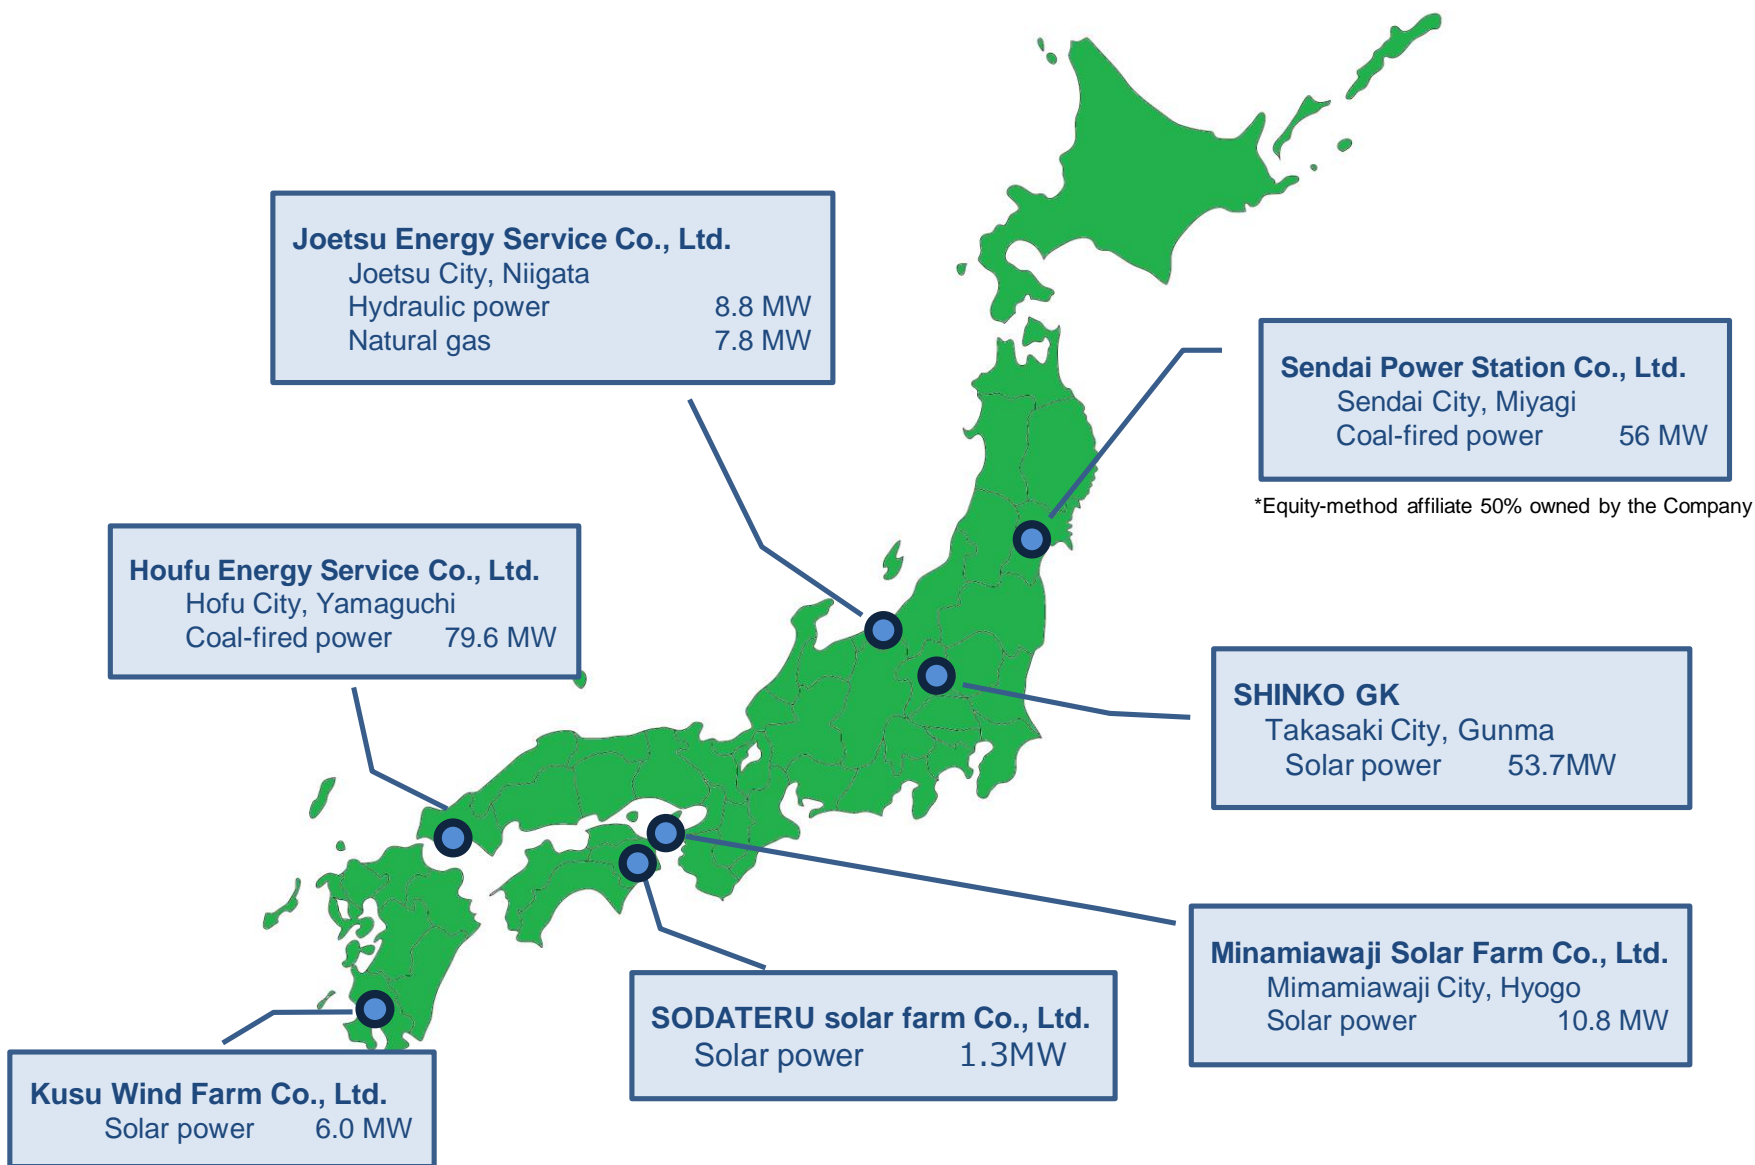 Joetsu Energy Service Co., Ltd.
Joetsu City, Niigata
Hydraulic power 8.8 MW
Natural gas 7.8 MW
Sendai Power Station Co., Ltd.
Sendai City, Miyagi
Coal-fired power 56 MW
*Equity-method affiliate 50% owned by the Company
Houfu Energy Service Co., Ltd.
Hofu City, Yamaguchi
Coal-fired power 79.6 MW
SHINKO GK
Takasaki City, Gunma
Solar power 53.7MW
Minamiawaji Solar Farm Co., Ltd.
Mimamiawaji City, Hyogo
Solar power 10.8 MW
SODATERU solar farm Co., Ltd.
Solar power 1.3MW
Kusu Wind Farm Co., Ltd.
Solar power 6.0 MW